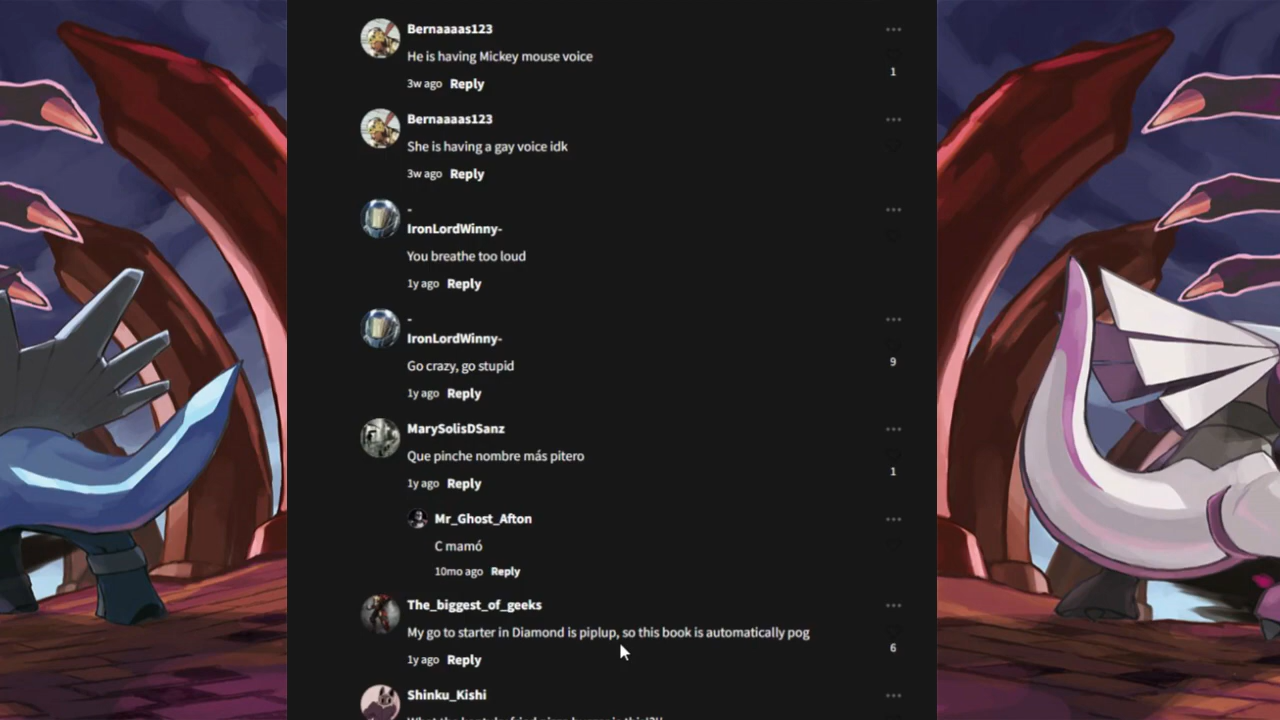 Bernaaaas123
He is having Mickey mouse voice
1
3w ago Reply
Bernaaaas123
She is having a gay voice idk
3w ago Reply
-
IronLordWinny-
You breathe too loud
1y ago Reply
-
IronLordWinny-
Go crazy, go stupid
9
1y ago Reply
MarySolisDSanz
Que pinche nombre más pitero
1
1y ago Reply
Mr_Ghost_Afton
C mamó
10mo ago Reply
The_biggest_of_geeks
My go to starter in Diamond is piplup, so this book is automatically pog
6
1y ago Reply
Shinku_Kishi